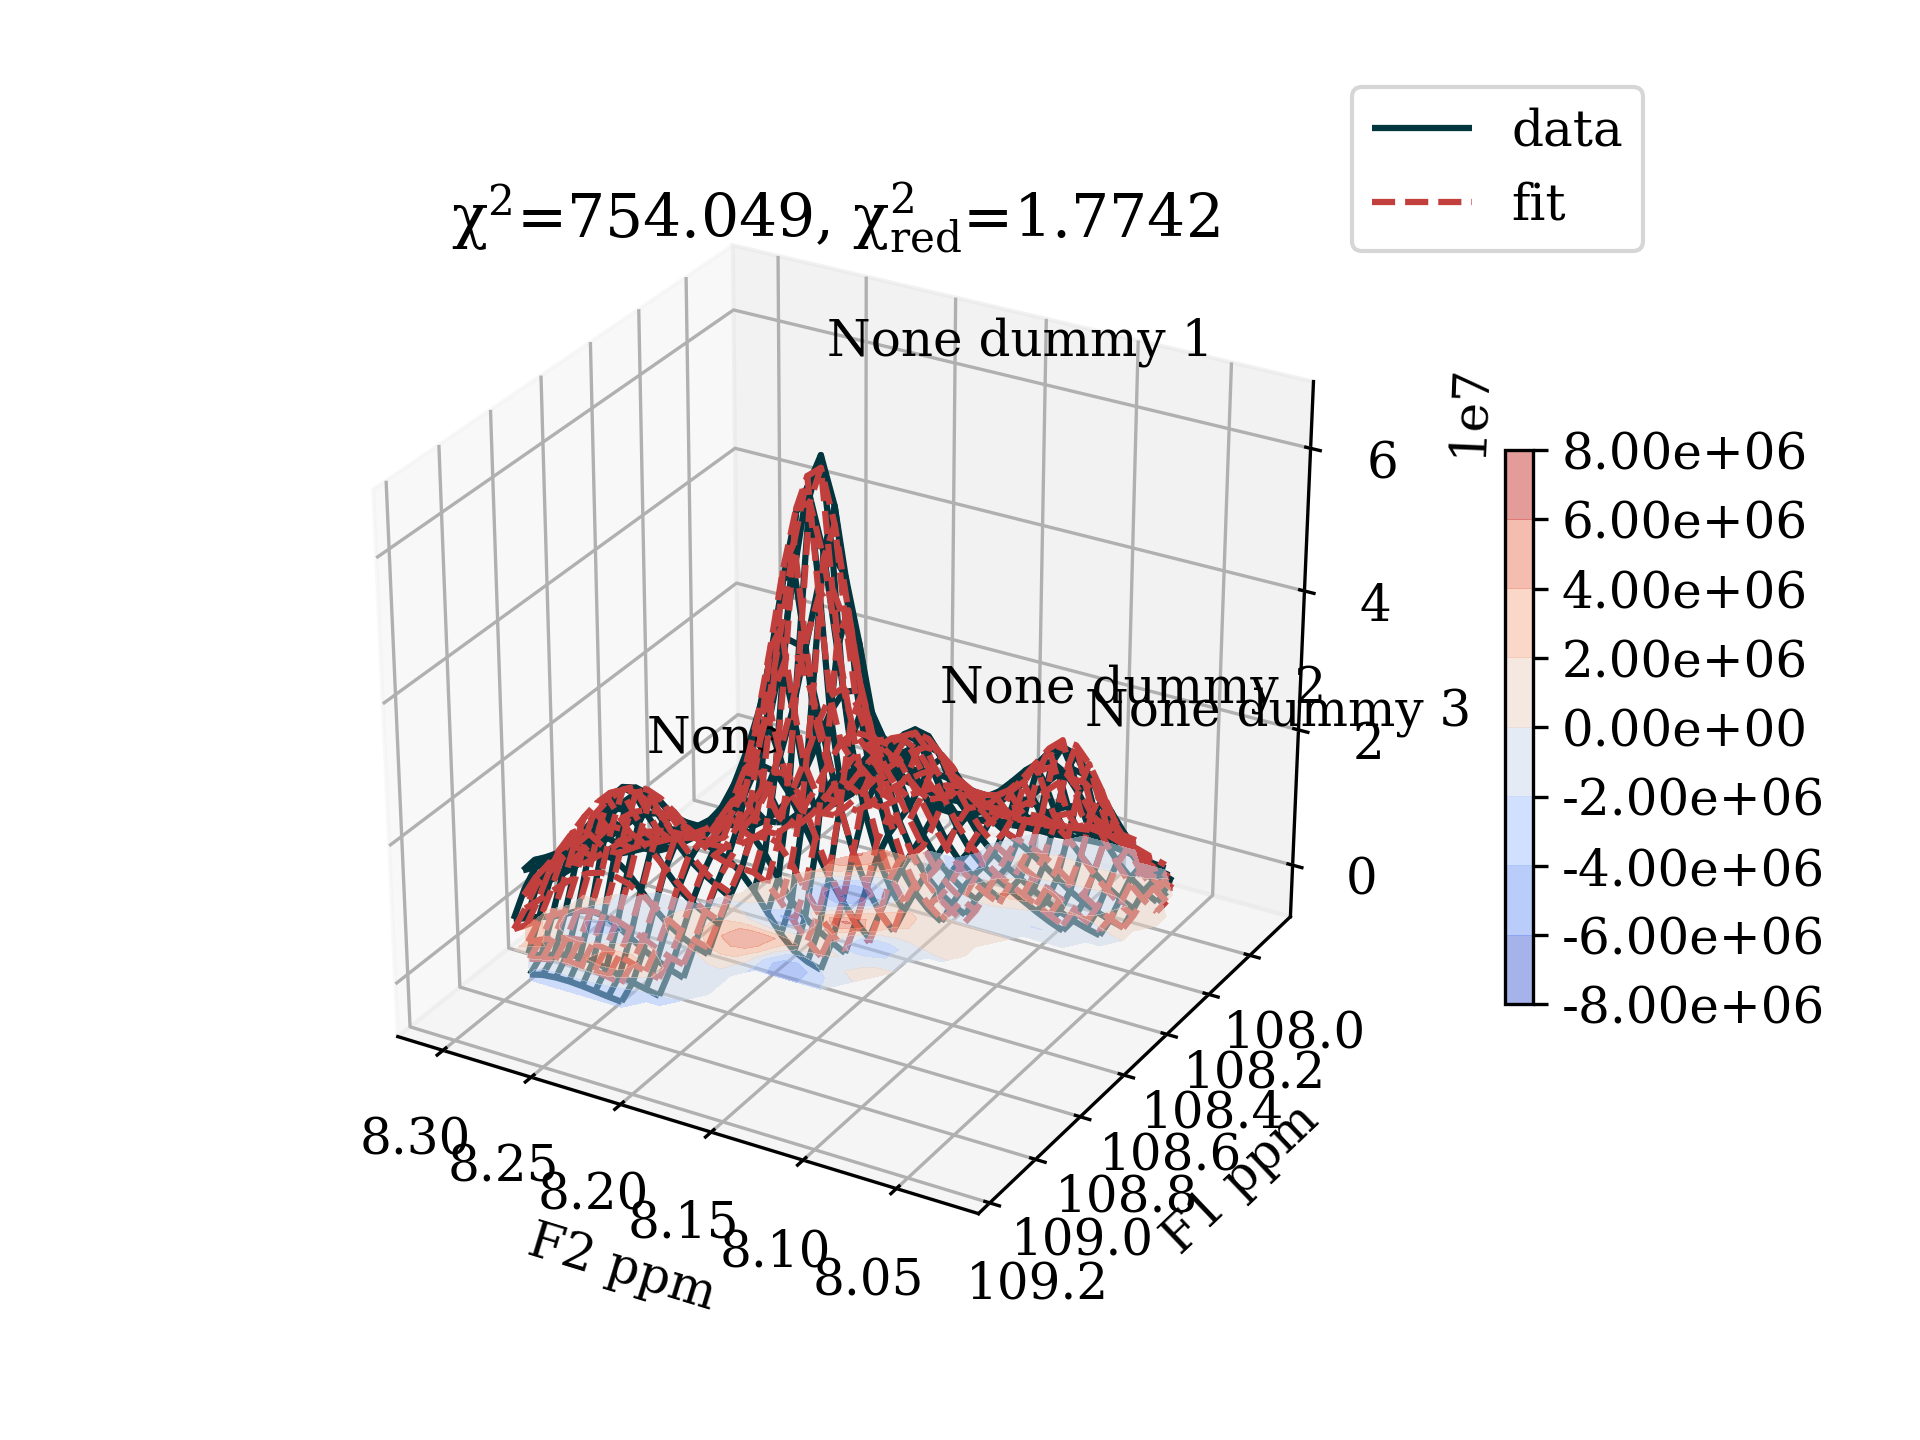 data
fit
χ²=754.049, χ²red=1.7742
None dummy 1
1e7
6
4
2
0
None dummy 2
None dummy 3
None
8.00e+06
6.00e+06
4.00e+06
2.00e+06
0.00e+00
-2.00e+06
-4.00e+06
-6.00e+06
-8.00e+06
8.30
8.25
8.20
8.15
8.10
8.05
F2 ppm
108.0
108.2
108.4
108.6
108.8
109.0
109.2
F1 ppm